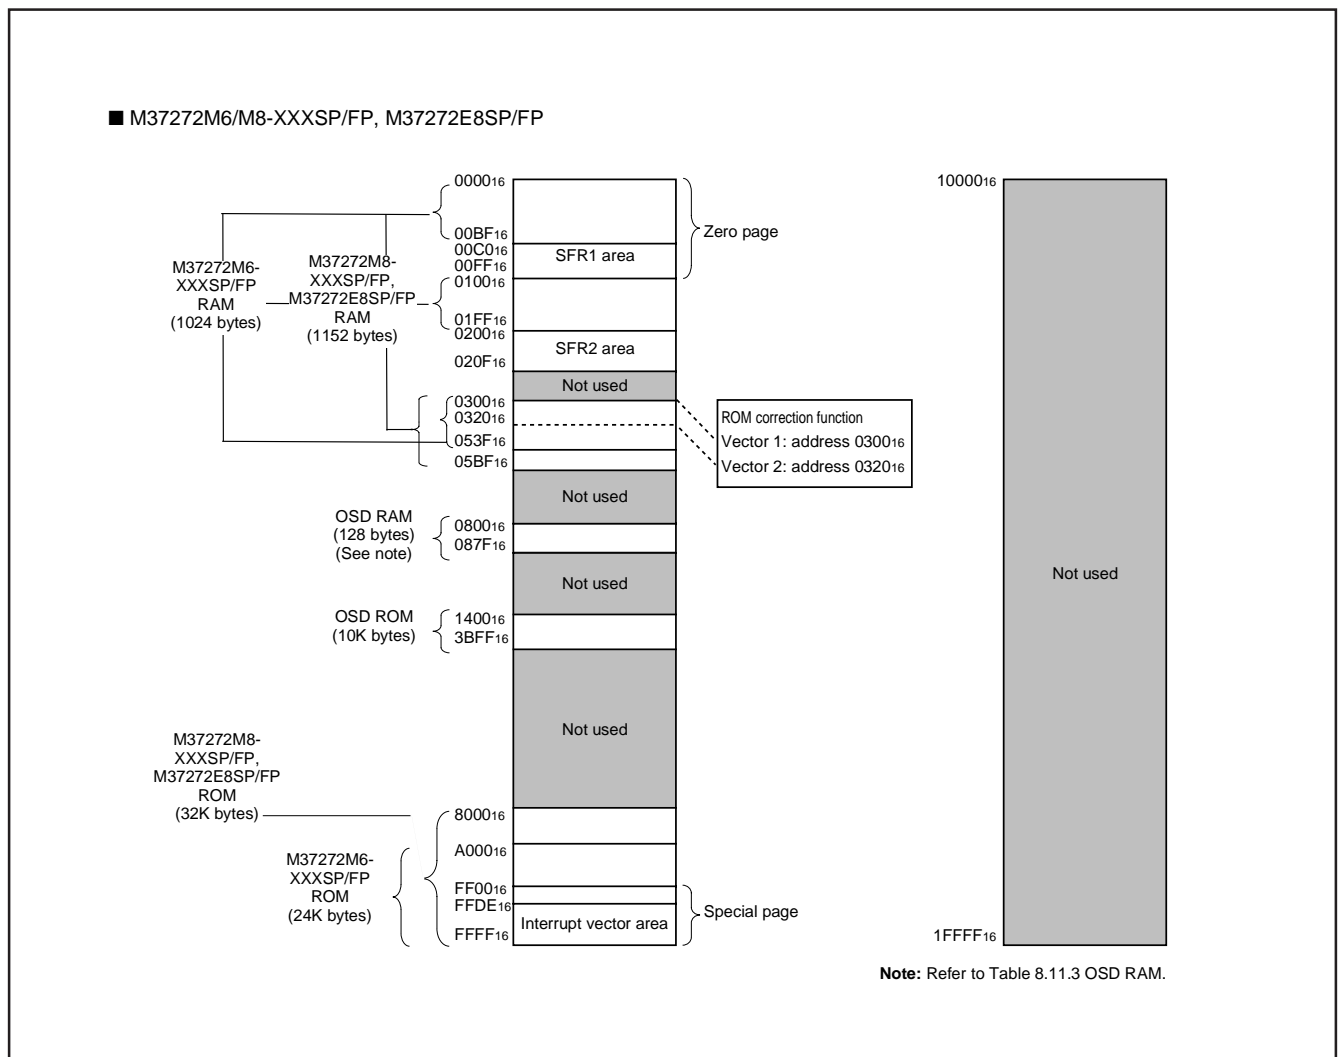 ■ M37272M6/M8-XXXSP/FP, M37272E8SP/FP
000016
00BF16
00C016
00FF16
010016
01FF16
020016
020F16
030016
032016
053F16
05BF16
080016
087F16
140016
3BFF16
800016
A00016
FF0016
FFDE16
FFFF16
M37272M6-
XXXSP/FP
RAM
(1024 bytes)
M37272M8-
XXXSP/FP,
M37272E8SP/FP
RAM
(1152 bytes)
OSD RAM
(128 bytes)
(See note)
OSD ROM
(10K bytes)
M37272M8-
XXXSP/FP,
M37272E8SP/FP
ROM
(32K bytes)
M37272M6-
XXXSP/FP
ROM
(24K bytes)
SFR1 area
SFR2 area
Not used
Not used
Not used
Not used
Interrupt vector area
Zero page
ROM correction function
Vector 1: address 030016
Vector 2: address 032016
Special page
1000016
Not used
1FFFF16
Note: Refer to Table 8.11.3 OSD RAM.